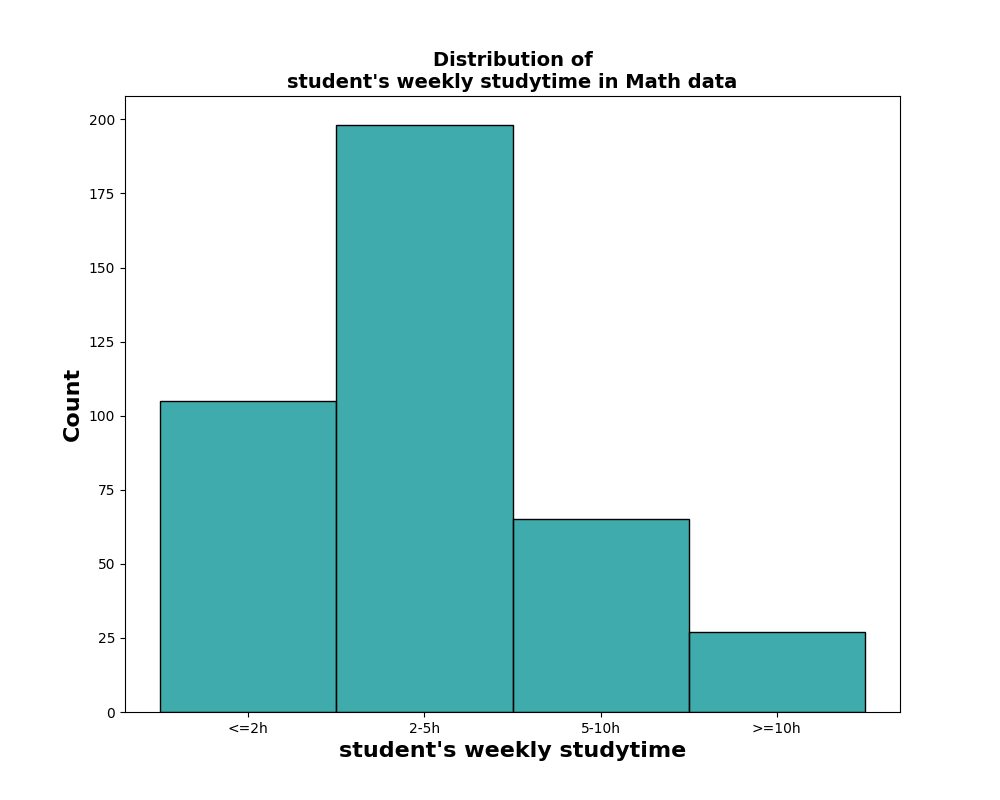 Distribution of
student's weekly studytime in Math data
200
175
150
125
100
75
50
25
0
Count
<=2h 2-5h 5-10h >=10h
student's weekly studytime